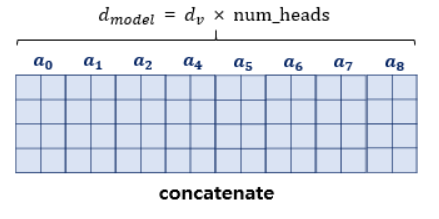 d_model = d_v × num_heads
a_0 a_1 a_2 a_4 a_5 a_6 a_7 a_8
concatenate